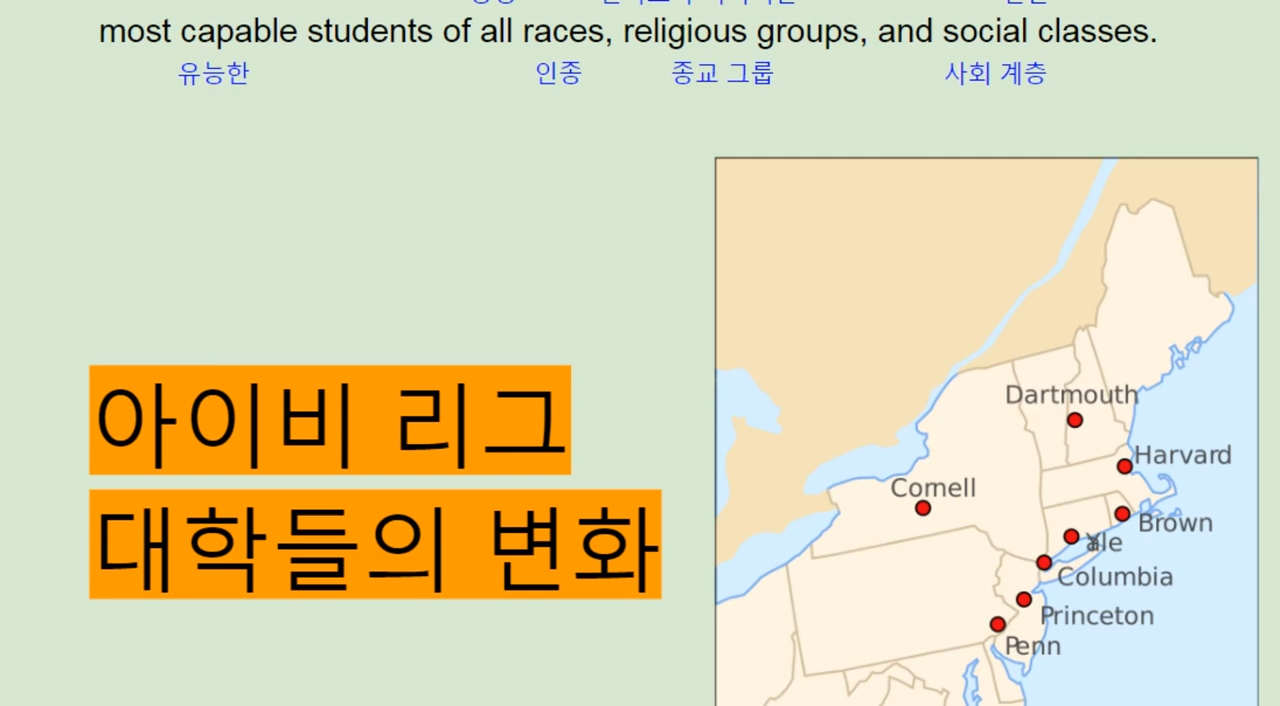 most capable students of all races, religious groups, and social classes.
유능한 인종 종교 그룹 사회 계층
아이비 리그
대학들의 변화
Dartmouth
Harvard
Cornell
Brown
Yale
Columbia
Princeton
Penn